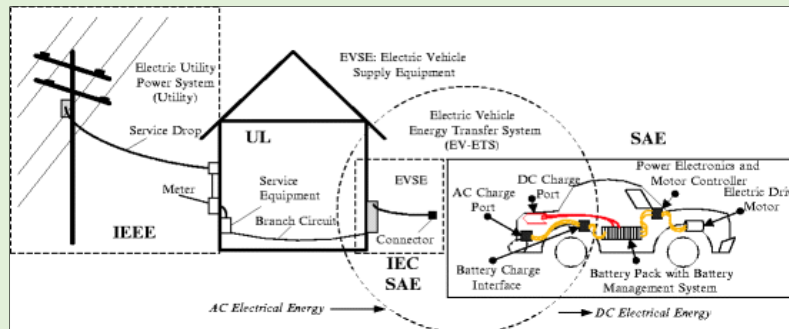 Electric Utility
Power System
(Utility)
Service Drop
Meter
IEEE
UL
Service
Equipment
Branch Circuit
EVSE: Electric Vehicle
Supply Equipment
Electric Vehicle
Energy Transfer System
(EV-ETS)
EVSE
Connector
IEC
SAE
SAE
DC Charge
Port
AC Charge
Port
Power Electronics and
Motor Controller
Electric Driv
Motor
Battery Charge
Interface
Battery Pack with Battery
Management System
AC Electrical Energy
DC Electrical Energy